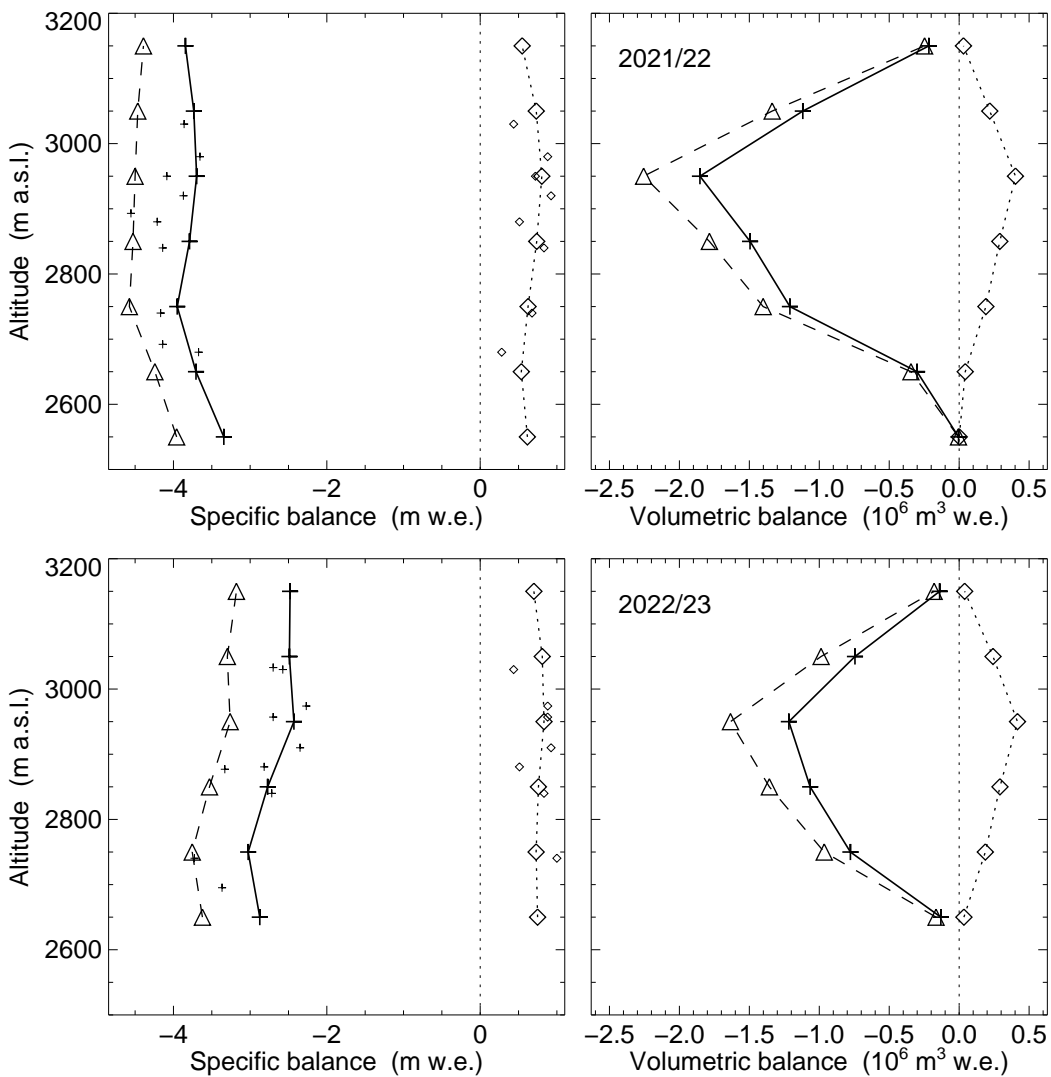 3200
3000
2800
2600
Altitude (m a.s.l.)
−4 −2 0
Specific balance (m w.e.)
2021/22
−2.5 −2.0 −1.5 −1.0 −0.5 0.0 0.5
Volumetric balance (10⁶ m³ w.e.)
3200
3000
2800
2600
Altitude (m a.s.l.)
−4 −2 0
Specific balance (m w.e.)
2022/23
−2.5 −2.0 −1.5 −1.0 −0.5 0.0 0.5
Volumetric balance (10⁶ m³ w.e.)